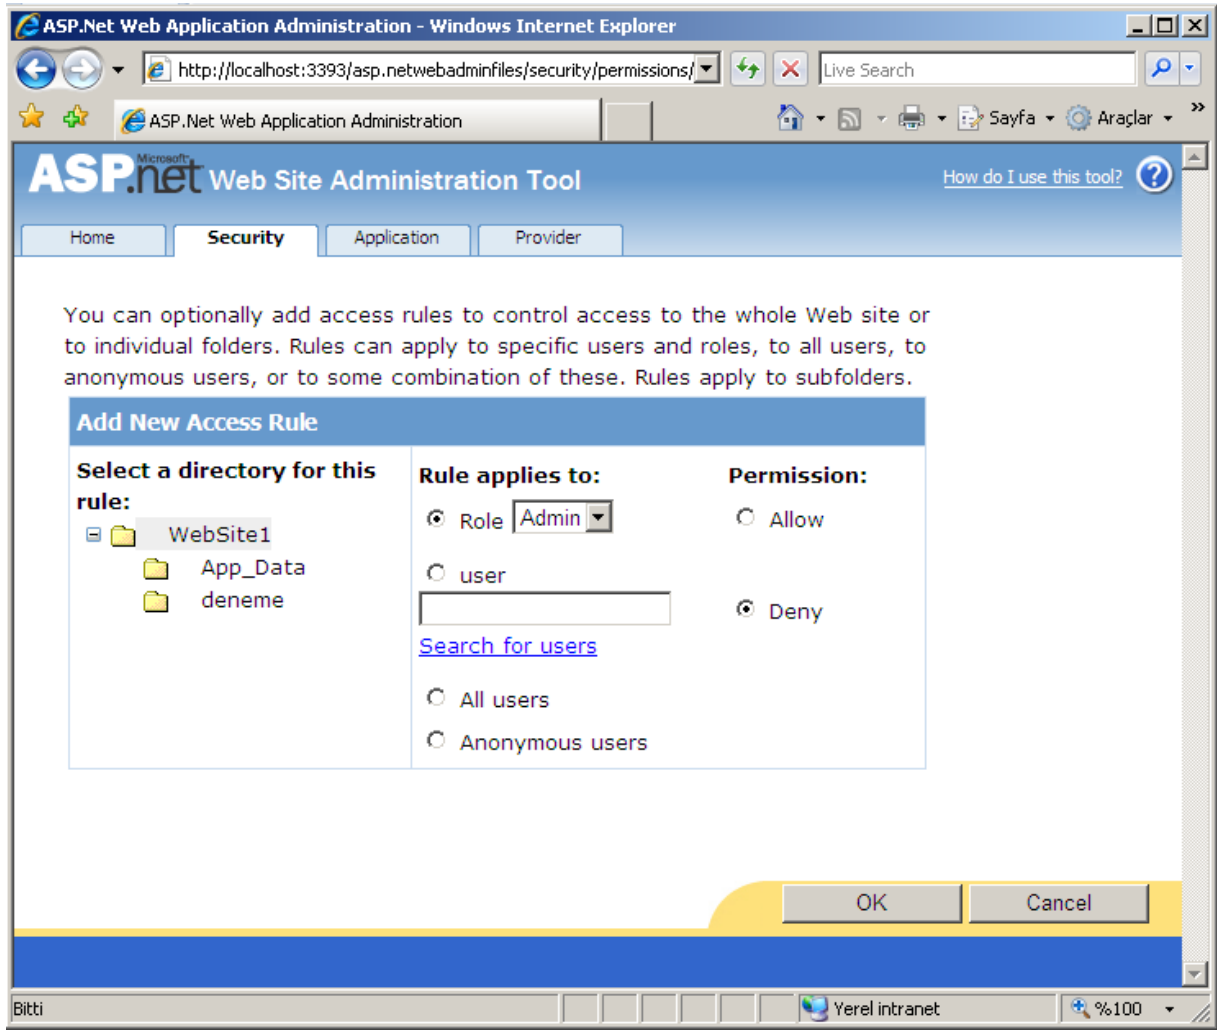 ASP.Net Web Application Administration - Windows Internet Explorer
http://localhost:3393/asp.netwebadminfiles/security/permissions/
Live Search
ASP.Net Web Application Administration
Sayfa
Araçlar
»
Microsoft
ASP.net Web Site Administration Tool
How do I use this tool?
?
Home
Security
Application
Provider
You can optionally add access rules to control access to the whole Web site or
to individual folders. Rules can apply to specific users and roles, to all users, to
anonymous users, or to some combination of these. Rules apply to subfolders.
Add New Access Rule
Select a directory for this
rule:
WebSite1
App_Data
deneme
Rule applies to:
Role Admin
user
Search for users
All users
Anonymous users
Permission:
Allow
Deny
OK
Cancel
Bitti
Yerel intranet
%100